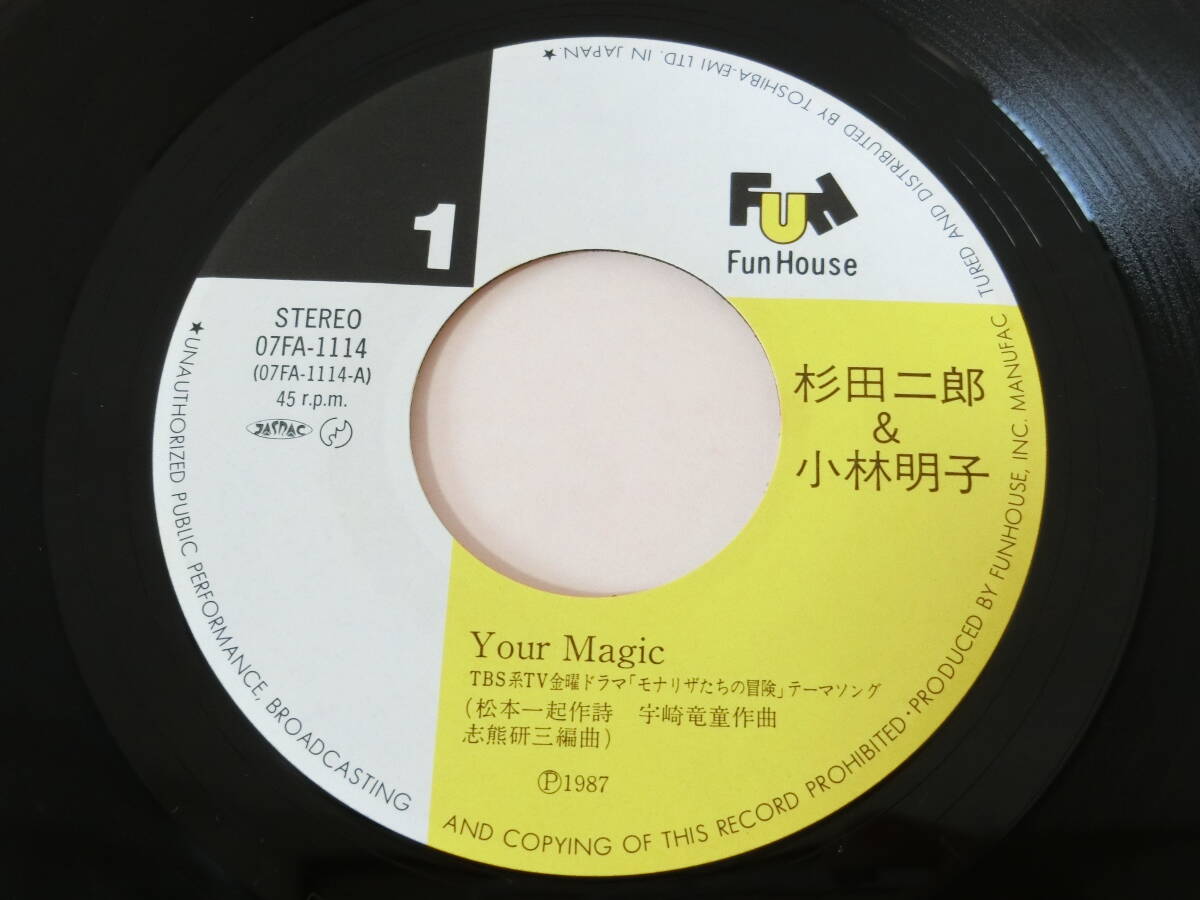 1
Fun
Fun House
STEREO
07FA-1114
(07FA-1114-A)
45 r.p.m.
JASRAC
杉田二郎
&
小林明子
Your Magic
TBS系TV金曜ドラマ「モナリザたちの冒険」テーマソング
(松本一起作詩 宇崎竜童作曲
志熊研三編曲)
Ⓟ1987
★UNAUTHORIZED PUBLIC PERFORMANCE, BROADCASTING AND COPYING OF THIS RECORD PROHIBITED・PRODUCED BY FUNHOUSE, INC. MANUFACTURED AND DISTRIBUTED BY TOSHIBA-EMI LTD. IN JAPAN.★